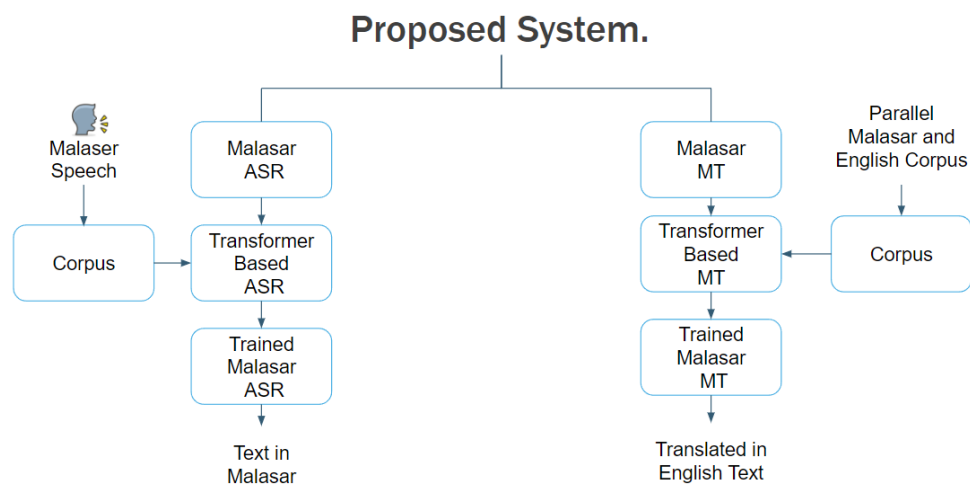 Proposed System.
Malaser
Speech
Corpus
Malasar
ASR
Transformer
Based
ASR
Trained
Malasar
ASR
Text in
Malasar
Malasar
MT
Transformer
Based
MT
Trained
Malasar
MT
Translated in
English Text
Parallel
Malasar and
English Corpus
Corpus